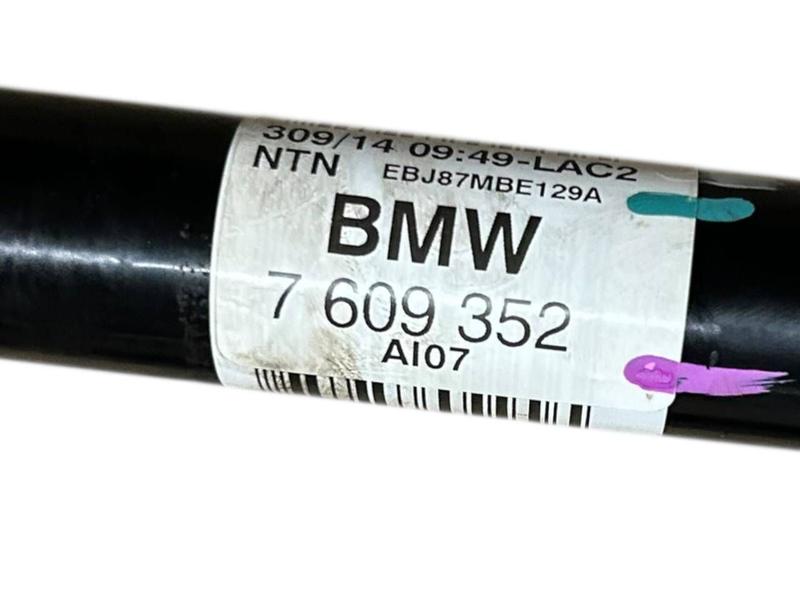 309/14 09:49-LAC2
NTN EBJ87MBE129A
BMW
7 609 352
AI07